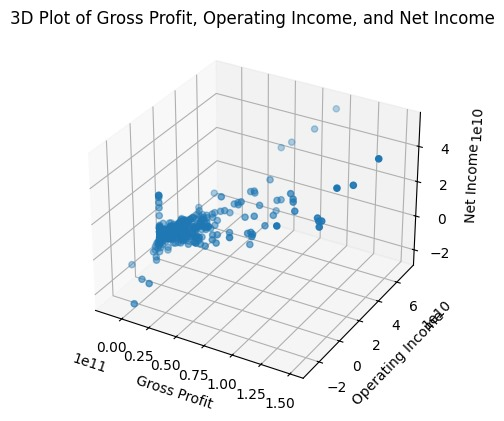 3D Plot of Gross Profit, Operating Income, and Net Income
1e10
4
2
0
−2
Net Income
1e10
6
4
2
0
−2
Operating Income
0.00
0.25
0.50
0.75
1.00
1.25
1.50
1e11
Gross Profit